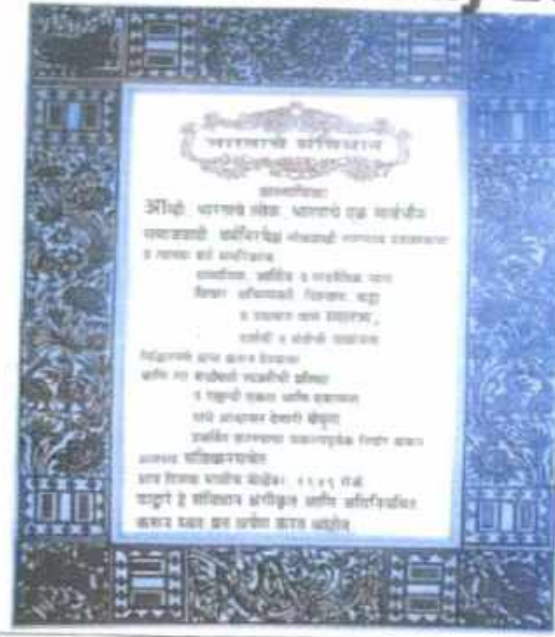 भारताचे संविधान
प्रास्ताविका
आम्ही भारताचे लोक, भारताचे एक सार्वभौम
समाजवादी धर्मनिरपेक्ष लोकशाही गणराज्य घडविण्याचा
व त्याच्या सर्व नागरिकांस
सामाजिक, आर्थिक व राजनैतिक न्याय
विचार अभिव्यक्ती विश्वास, श्रद्धा
व उपासना यांचे स्वातंत्र्य,
दर्जाची व संधीची समानता
निश्चितपणे प्राप्त करून देण्याचा
आणि त्या सर्वांमध्ये व्यक्तीची प्रतिष्ठा
व राष्ट्राची एकता आणि एकात्मता
यांचे आश्वासन देणारी बंधुता
प्रवर्धित करण्याचा संकल्पपूर्वक निर्धार करून
आमच्या संविधानसभेत
आज दिनांक सव्वीस नोव्हेंबर, १९४९ रोजी
याद्वारे हे संविधान अंगीकृत आणि अधिनियमित
करून स्वतः प्रत अर्पण करत आहोत